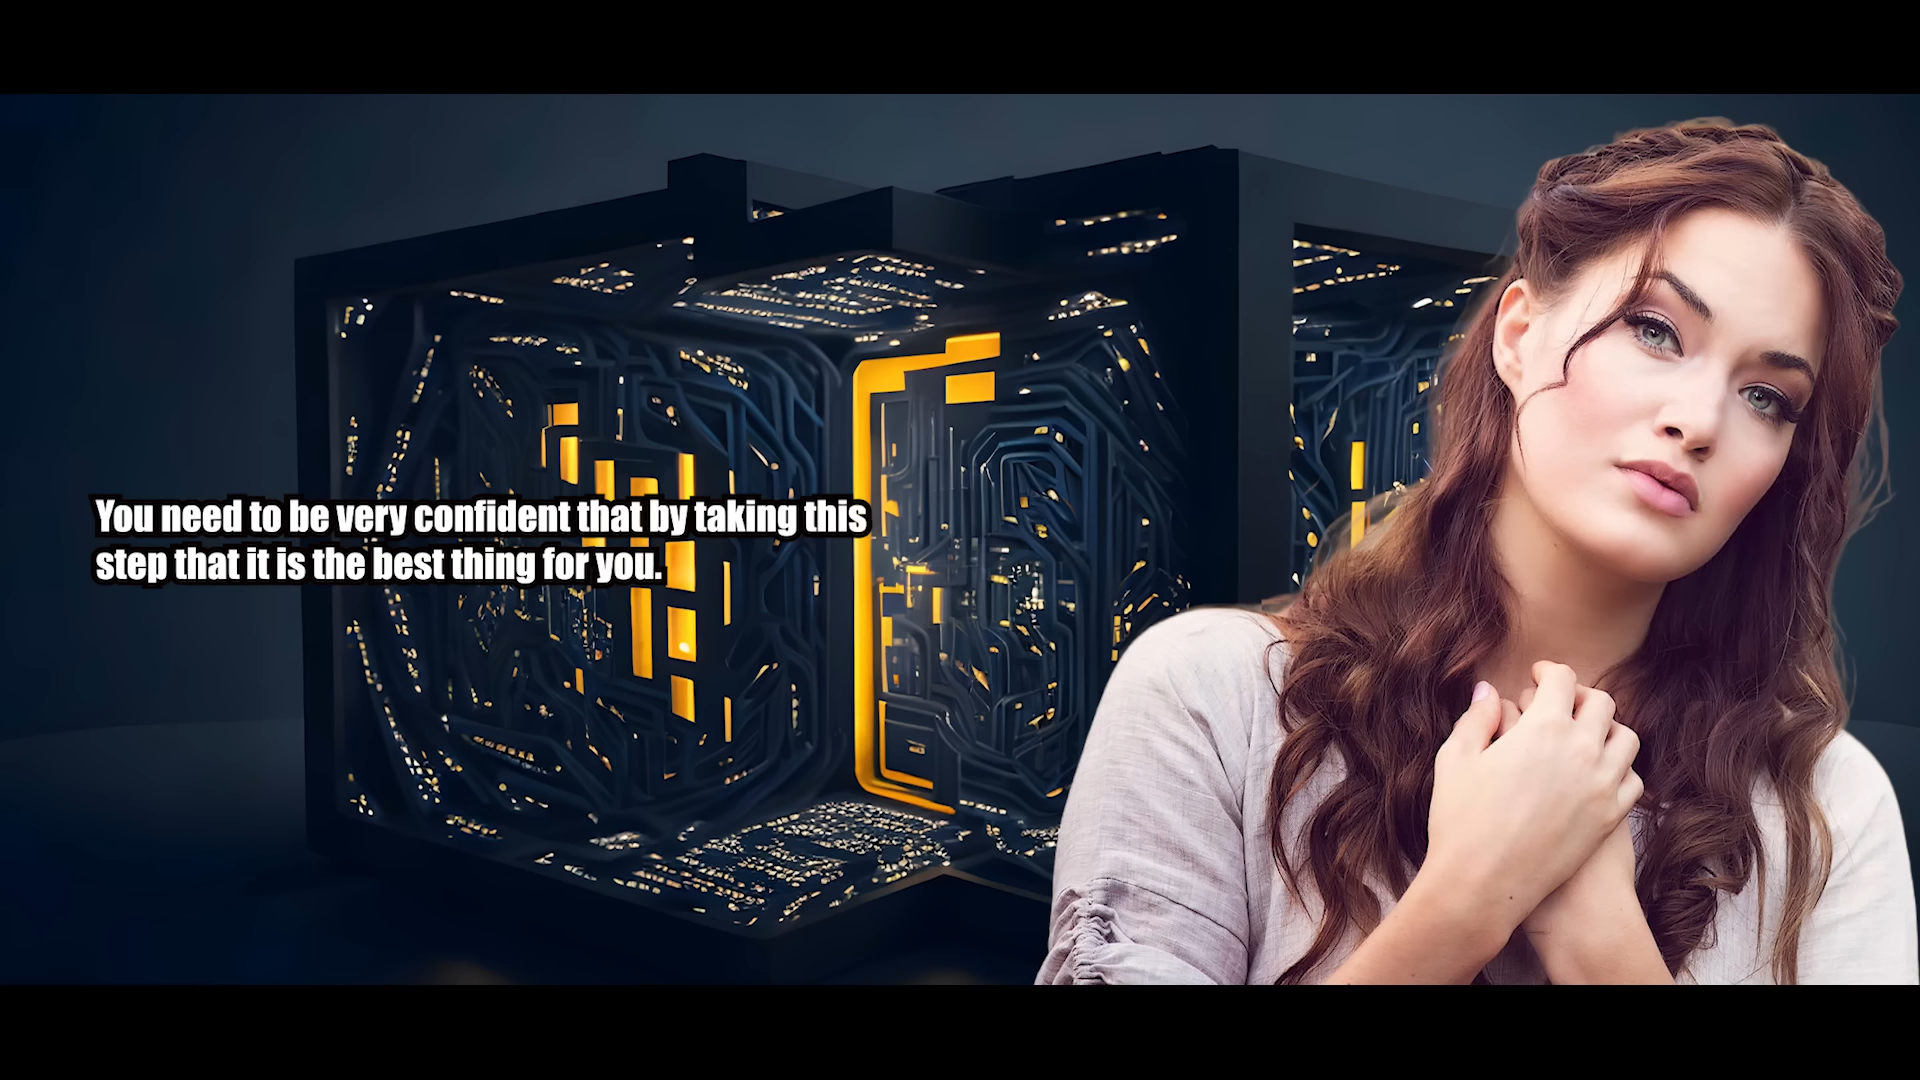 You need to be very confident that by taking this
step that it is the best thing for you.